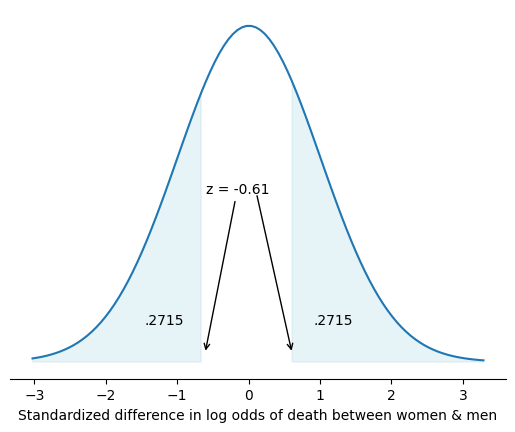 z = -0.61
.2715 .2715
−3 −2 −1 0 1 2 3
Standardized difference in log odds of death between women & men